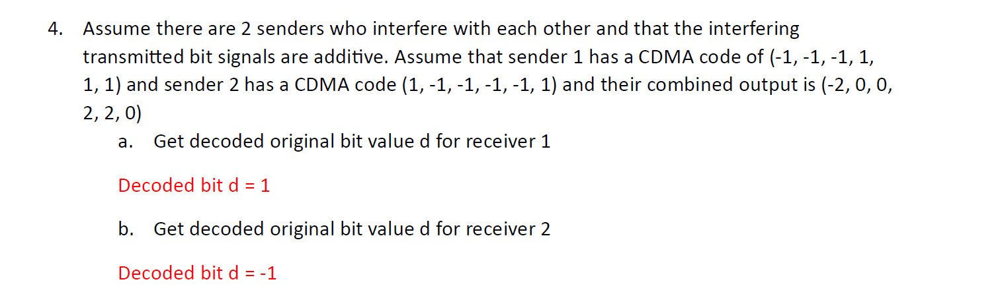 4. Assume there are 2 senders who interfere with each other and that the interfering
transmitted bit signals are additive. Assume that sender 1 has a CDMA code of (-1, -1, -1, 1,
1, 1) and sender 2 has a CDMA code (1, -1, -1, -1, -1, 1) and their combined output is (-2, 0, 0,
2, 2, 0)
a. Get decoded original bit value d for receiver 1
Decoded bit d = 1
b. Get decoded original bit value d for receiver 2
Decoded bit d = -1